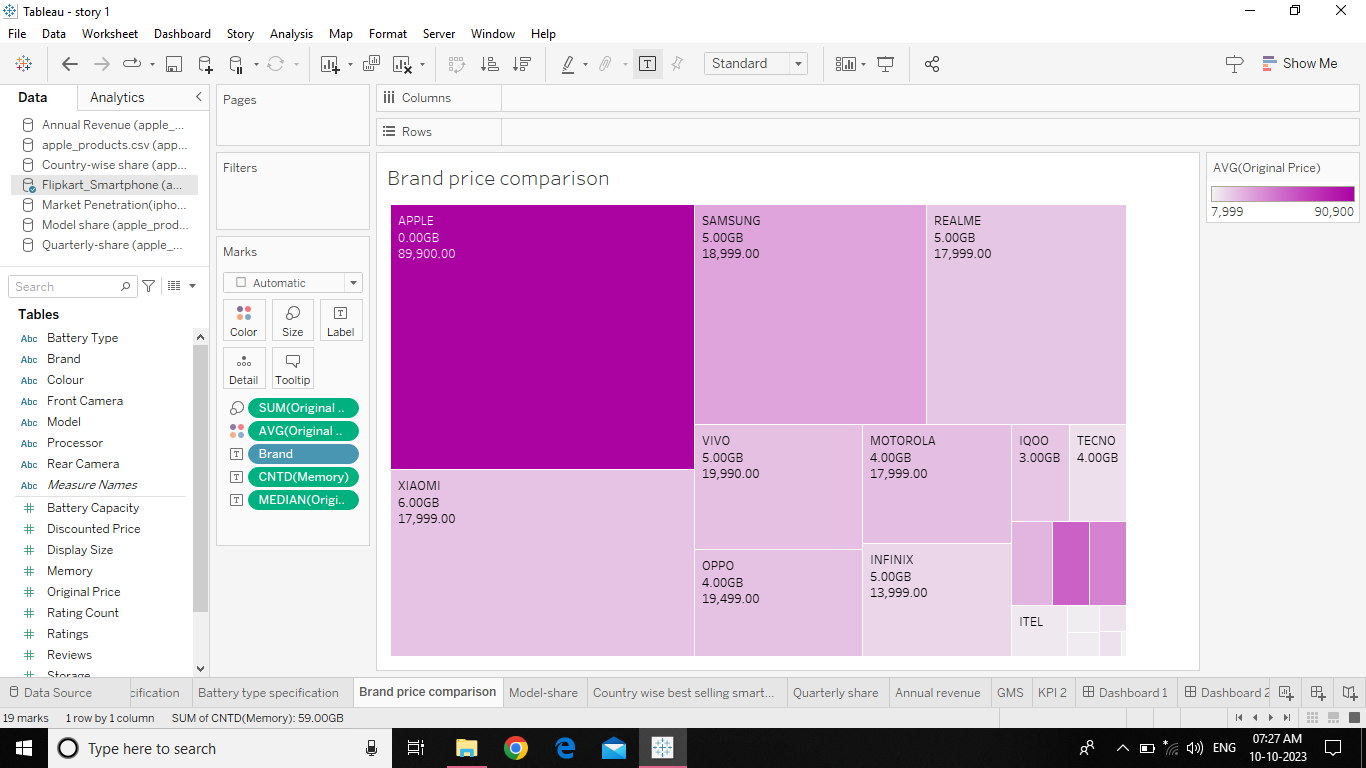 Tableau - story 1
File Data Worksheet Dashboard Story Analysis Map Format Server Window Help
Standard
Show Me
Data Analytics
Annual Revenue (apple_...
apple_products.csv (app...
Country-wise share (app...
Flipkart_Smartphone (a...
Market Penetration(ipho...
Model share (apple_prod...
Quarterly-share (apple_...
Search
Tables
Abc Battery Type
Abc Brand
Abc Colour
Abc Front Camera
Abc Model
Abc Processor
Abc Rear Camera
Abc Measure Names
# Battery Capacity
# Discounted Price
# Display Size
# Memory
# Original Price
# Rating Count
# Ratings
# Reviews
# Storage
Pages
Filters
Marks
Automatic
Color Size Label
Detail Tooltip
SUM(Original ..
AVG(Original ..
Brand
CNTD(Memory)
MEDIAN(Origi..
Columns
Rows
Brand price comparison
APPLE
0.00GB
89,900.00
SAMSUNG
5.00GB
18,999.00
REALME
5.00GB
17,999.00
XIAOMI
6.00GB
17,999.00
VIVO
5.00GB
19,990.00
MOTOROLA
4.00GB
17,999.00
IQOO
3.00GB
TECNO
4.00GB
OPPO
4.00GB
19,499.00
INFINIX
5.00GB
13,999.00
ITEL
AVG(Original Price)
7,999 90,900
Data Source cification Battery type specification Brand price comparison Model-share Country wise best selling smart... Quarterly share Annual revenue GMS KPI 2 Dashboard 1 Dashboard 2
19 marks 1 row by 1 column SUM of CNTD(Memory): 59.00GB
Type here to search
ENG
07:27 AM
10-10-2023